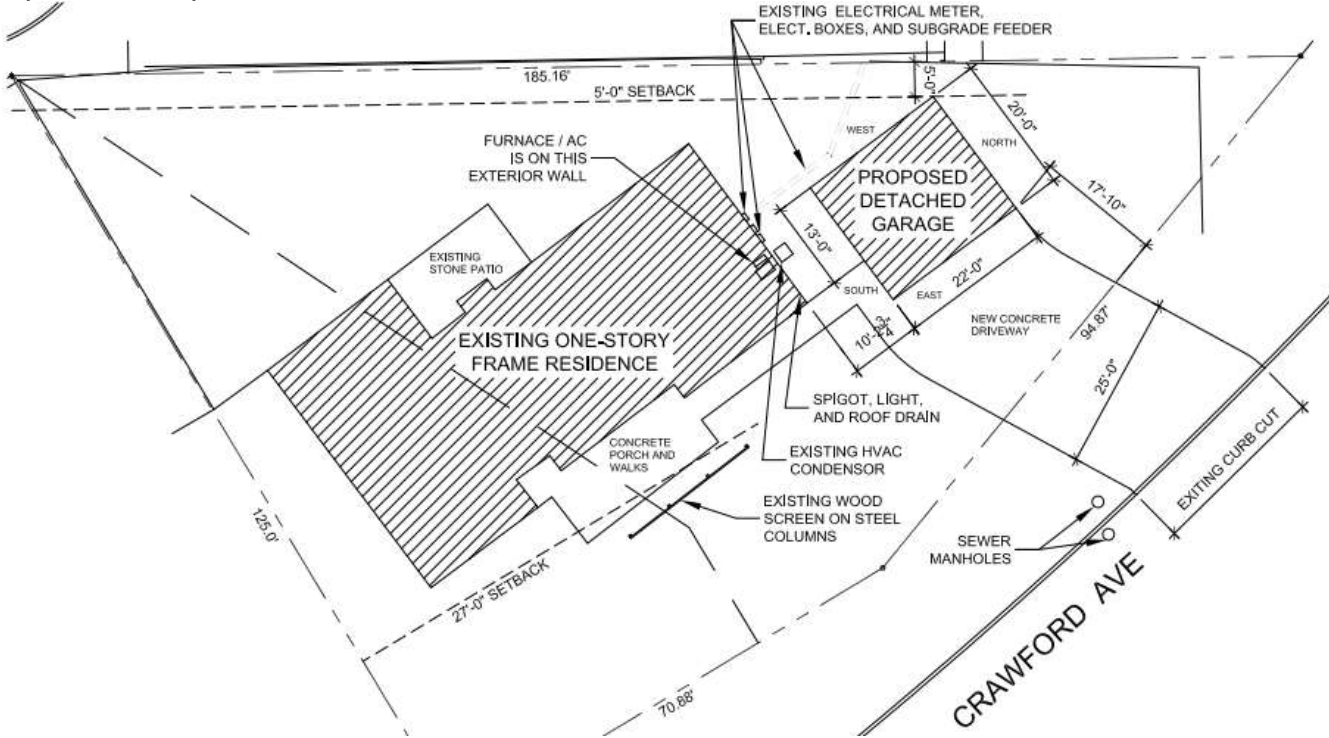 EXISTING ELECTRICAL METER,
ELECT. BOXES, AND SUBGRADE FEEDER
185.16'
5'-0" SETBACK
5'-0"
20'-0"
WEST
NORTH
FURNACE / AC
IS ON THIS
EXTERIOR WALL
PROPOSED
DETACHED
GARAGE
17'-10"
13'-0"
EXISTING
STONE PATIO
SOUTH
EAST
22'-0"
NEW CONCRETE
DRIVEWAY
94.87'
EXISTING ONE-STORY
FRAME RESIDENCE
25'-0"
SPIGOT, LIGHT,
AND ROOF DRAIN
CONCRETE
PORCH AND
WALKS
EXISTING HVAC
CONDENSOR
EXITING CURB CUT
EXISTING WOOD
SCREEN ON STEEL
COLUMNS
SEWER
MANHOLES
125.0'
27'-0" SETBACK
70.88'
CRAWFORD AVE